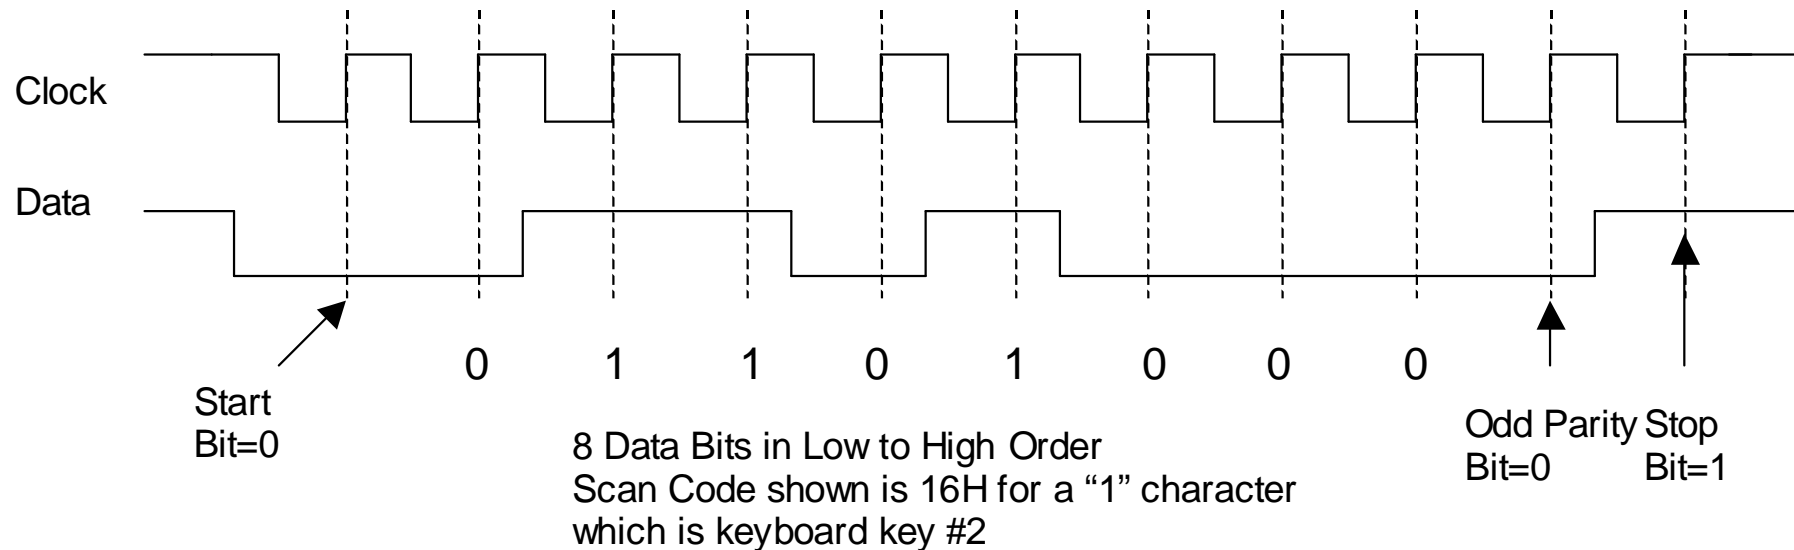 Clock
Data
0 1 1 0 1 0 0 0
Start
Bit=0
8 Data Bits in Low to High Order
Scan Code shown is 16H for a “1” character
which is keyboard key #2
Odd Parity
Bit=0
Stop
Bit=1